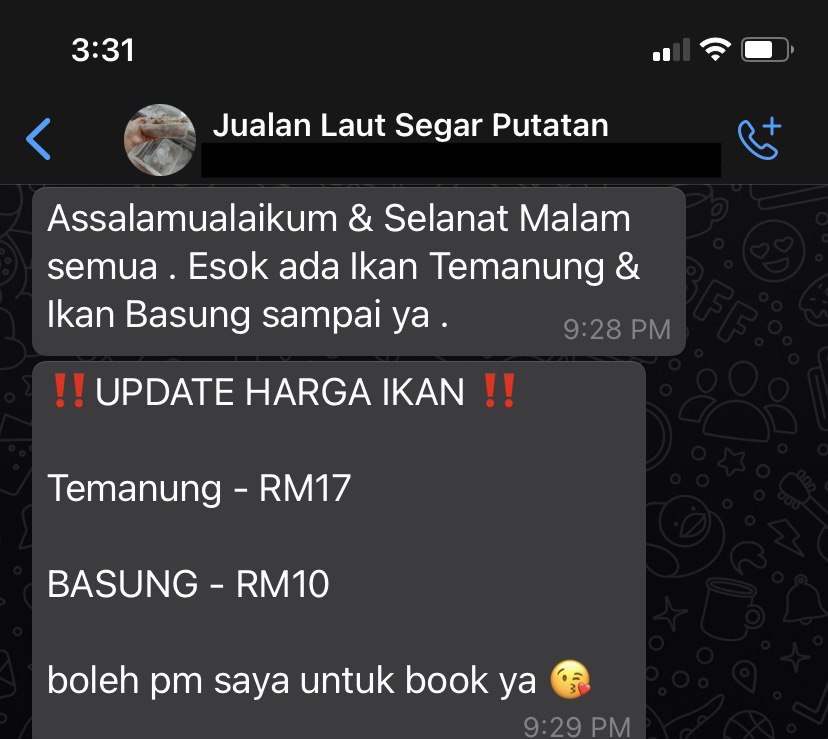 3:31
Jualan Laut Segar Putatan
Assalamualaikum & Selanat Malam
semua . Esok ada Ikan Temanung &
Ikan Basung sampai ya .
9:28 PM
‼️UPDATE HARGA IKAN ‼️
Temanung - RM17
BASUNG - RM10
boleh pm saya untuk book ya 😘
9:29 PM